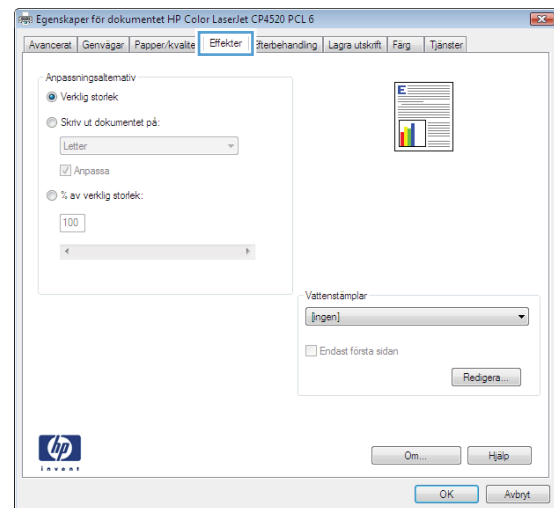 Egenskaper för dokumentet HP Color LaserJet CP4520 PCL 6
Avancerat Genvägar Papper/kvalite Effekter Efterbehandling Lagra utskrift Färg Tjänster
Anpassningsalternativ
Verklig storlek
Skriv ut dokumentet på:
Letter
Anpassa
% av verklig storlek:
100
E
Vattenstämplar
[ingen]
Endast första sidan
Redigera...
hp
invent
Om... Hjälp
OK Avbryt